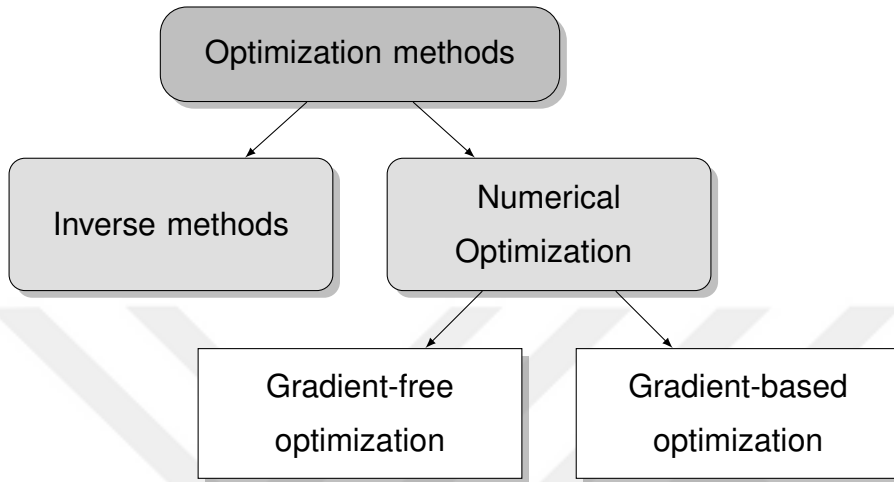 Optimization methods
Inverse methods
Numerical
Optimization
Gradient-free
optimization
Gradient-based
optimization